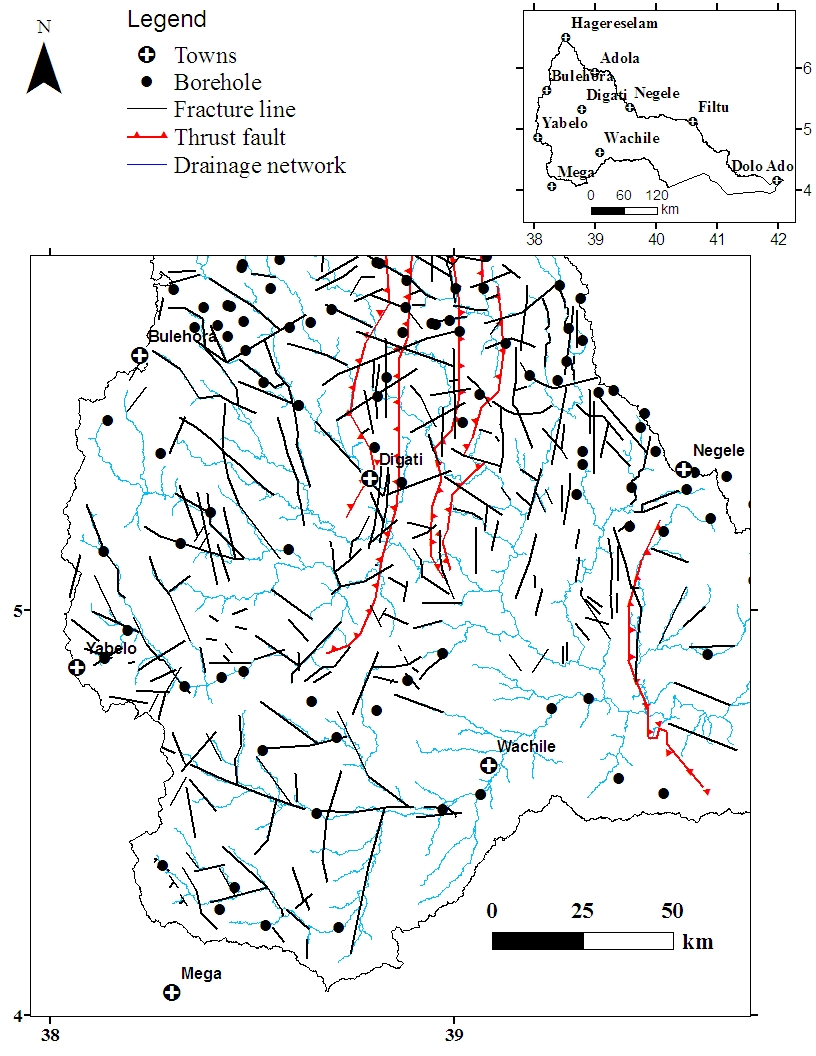 N
Legend
Towns
Borehole
Fracture line
Thrust fault
Drainage network
Hagereselam
Adola
Bulehora
Digati
Negele
Filtu
Yabelo
Wachile
Mega
Dolo Ado
0 60 120
km
6
5
4
38 39 40 41 42
Bulehora
Negele
Digati
5
Yabelo
Wachile
0 25 50
km
Mega
4
38 39